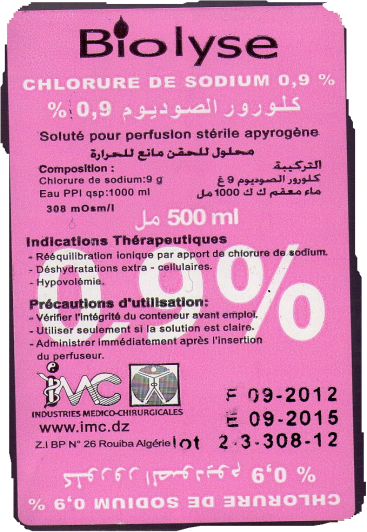 Biolyse
CHLORURE DE SODIUM 0,9 %
كلورور الصوديوم 0,9 %
Soluté pour perfusion stérile apyrogène
محلول للحقن مانع للحرارة
Composition :
Chlorure de sodium:9 g
Eau PPI qsp:1000 ml
308 mOsm/l
التركيبة:
كلورور الصوديوم 9 غ
ماء معقم ك ك 1000 مل
500 ml مل
0,9%
Indications Thérapeutiques
- Rééquilibration ionique par apport de chlorure de sodium.
- Déshydratations extra - cellulaires.
- Hypovolémie.
Précautions d'utilisation:
- Vérifier l'intégrité du conteneur avant emploi.
- Utiliser seulement si la solution est claire.
- Administrer immédiatement après l'insertion
du perfuseur.
IMC
INDUSTRIES MEDICO-CHIRURGICALES
www.imc.dz
Z.I BP N° 26 Rouiba Algérie
F 09-2012
E 09-2015
lot 2-3-308-12
كلورور الصوديوم 0,9 %
CHLORURE DE SODIUM 0,9 %